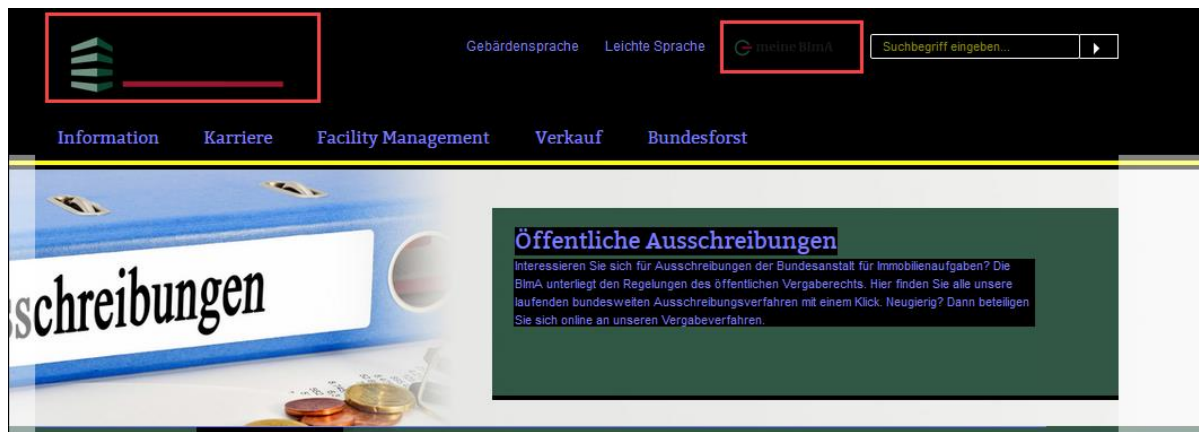 Gebärdensprache Leichte Sprache meine BImA Suchbegriff eingeben...
Information Karriere Facility Management Verkauf Bundesforst
sschreibungen
Öffentliche Ausschreibungen
Interessieren Sie sich für Ausschreibungen der Bundesanstalt für Immobilienaufgaben? Die
BImA unterliegt den Regelungen des öffentlichen Vergaberechts. Hier finden Sie alle unsere
laufenden bundesweiten Ausschreibungsverfahren mit einem Klick. Neugierig? Dann beteiligen
Sie sich online an unseren Vergabeverfahren.